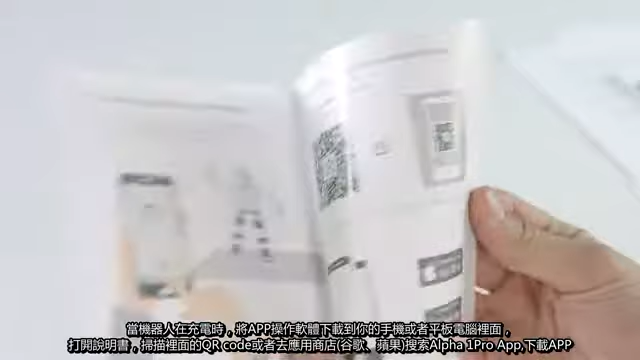 當機器人在充電時，將APP操作軟體下載到你的手機或者平板電腦裡面，
打開說明書，掃描裡面的QR code或者去應用商店(谷歌、蘋果)搜索Alpha 1Pro App,下載APP